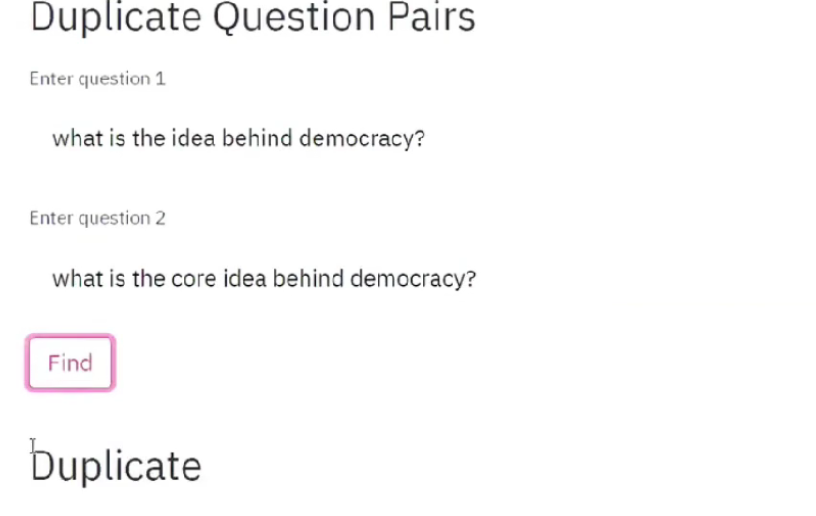 Duplicate Question Pairs
Enter question 1
what is the idea behind democracy?
Enter question 2
what is the core idea behind democracy?
Find
Duplicate